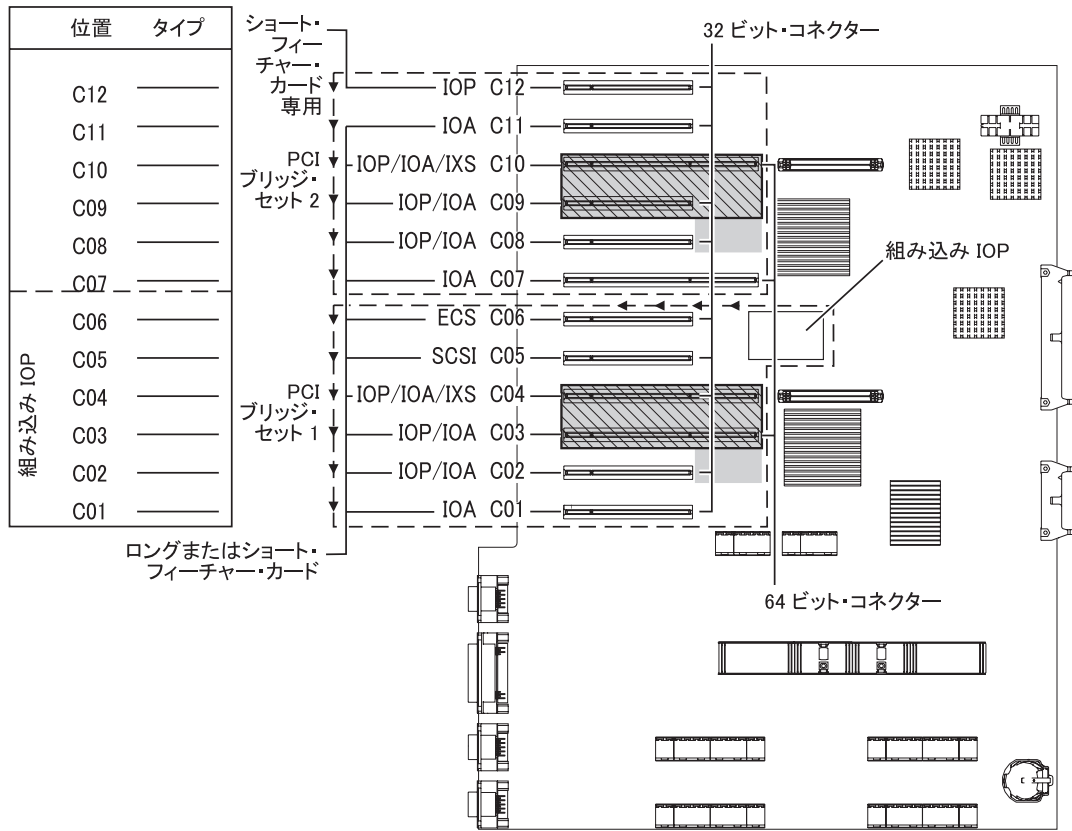 位置 タイプ
C12
C11
C10
C09
C08
C07
C06
C05
C04
C03
C02
C01
組み込み IOP
ショート・
フィー
チャー・
カード
専用
PCI
ブリッジ・
セット 2
PCI
ブリッジ・
セット 1
ロングまたはショート・
フィーチャー・カード
IOP C12
IOA C11
IOP/IOA/IXS C10
IOP/IOA C09
IOP/IOA C08
IOA C07
ECS C06
SCSI C05
IOP/IOA/IXS C04
IOP/IOA C03
IOP/IOA C02
IOA C01
32 ビット・コネクター
組み込み IOP
64 ビット・コネクター